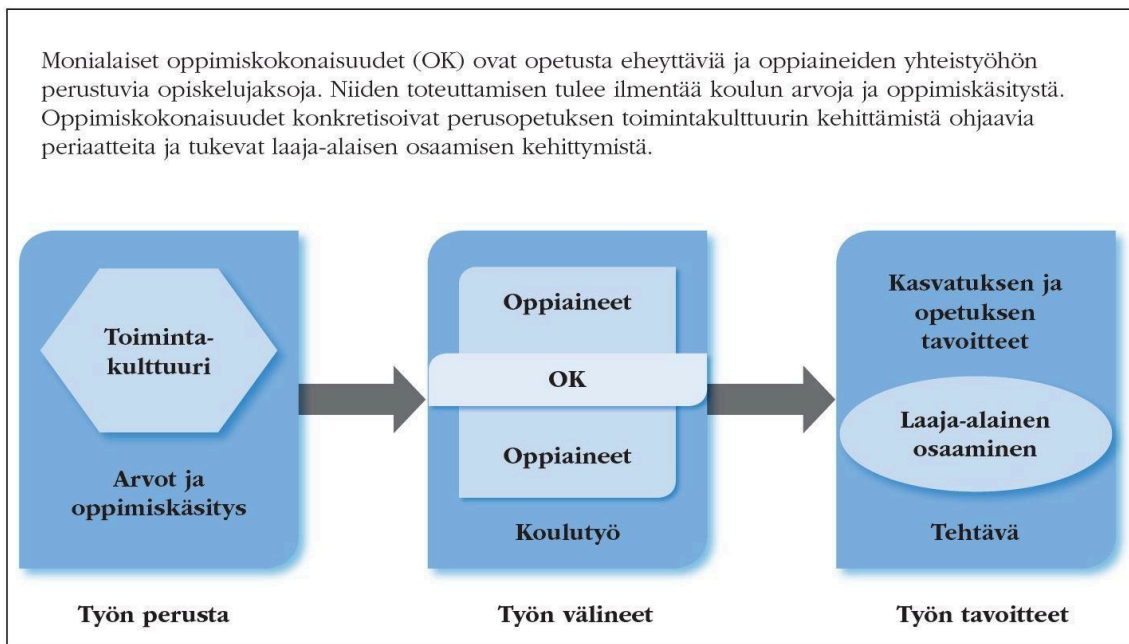 Monialaiset oppimiskokonaisuudet (OK) ovat opetusta eheyttäviä ja oppiaineiden yhteistyöhön
perustuvia opiskelujaksoja. Niiden toteuttamisen tulee ilmentää koulun arvoja ja oppimiskäsitystä.
Oppimiskokonaisuudet konkretisoivat perusopetuksen toimintakulttuurin kehittämistä ohjaavia
periaatteita ja tukevat laaja-alaisen osaamisen kehittymistä.
Toiminta-
kulttuuri
Arvot ja
oppimiskäsitys
Työn perusta
Oppiaineet
OK
Oppiaineet
Koulutyö
Työn välineet
Kasvatuksen ja
opetuksen
tavoitteet
Laaja-alainen
osaaminen
Tehtävä
Työn tavoitteet